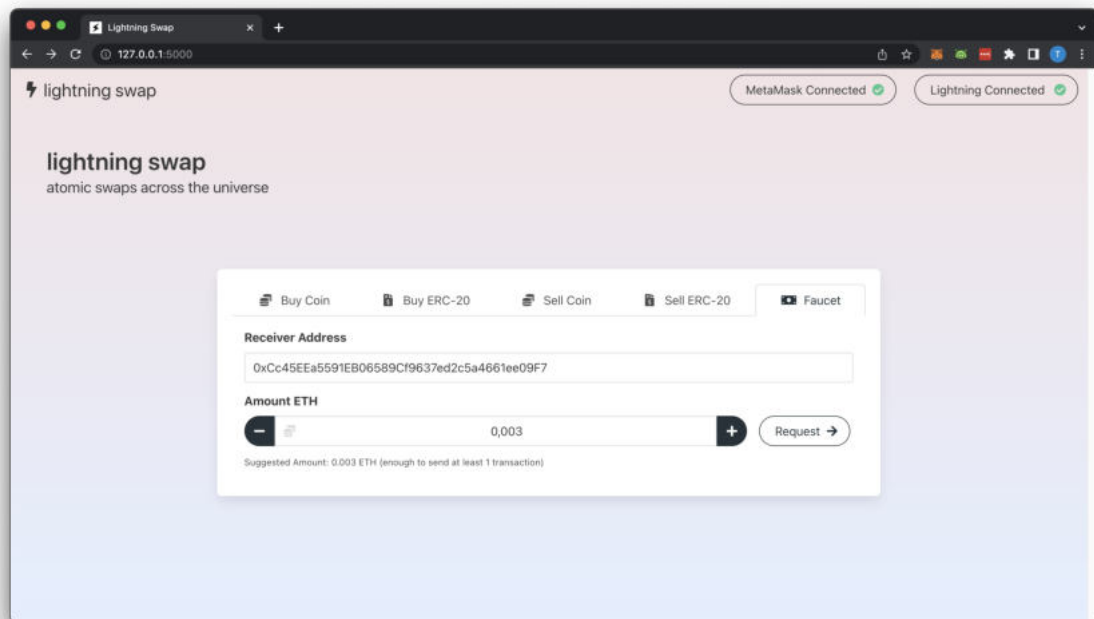 Lightning Swap
127.0.0.1:5000
lightning swap
MetaMask Connected
Lightning Connected
lightning swap
atomic swaps across the universe
Buy Coin
Buy ERC-20
Sell Coin
Sell ERC-20
Faucet
Receiver Address
0xCc45EEa5591EB06589Cf9637ed2c5a4661ee09F7
Amount ETH
0,003
Request
Suggested Amount: 0.003 ETH (enough to send at least 1 transaction)